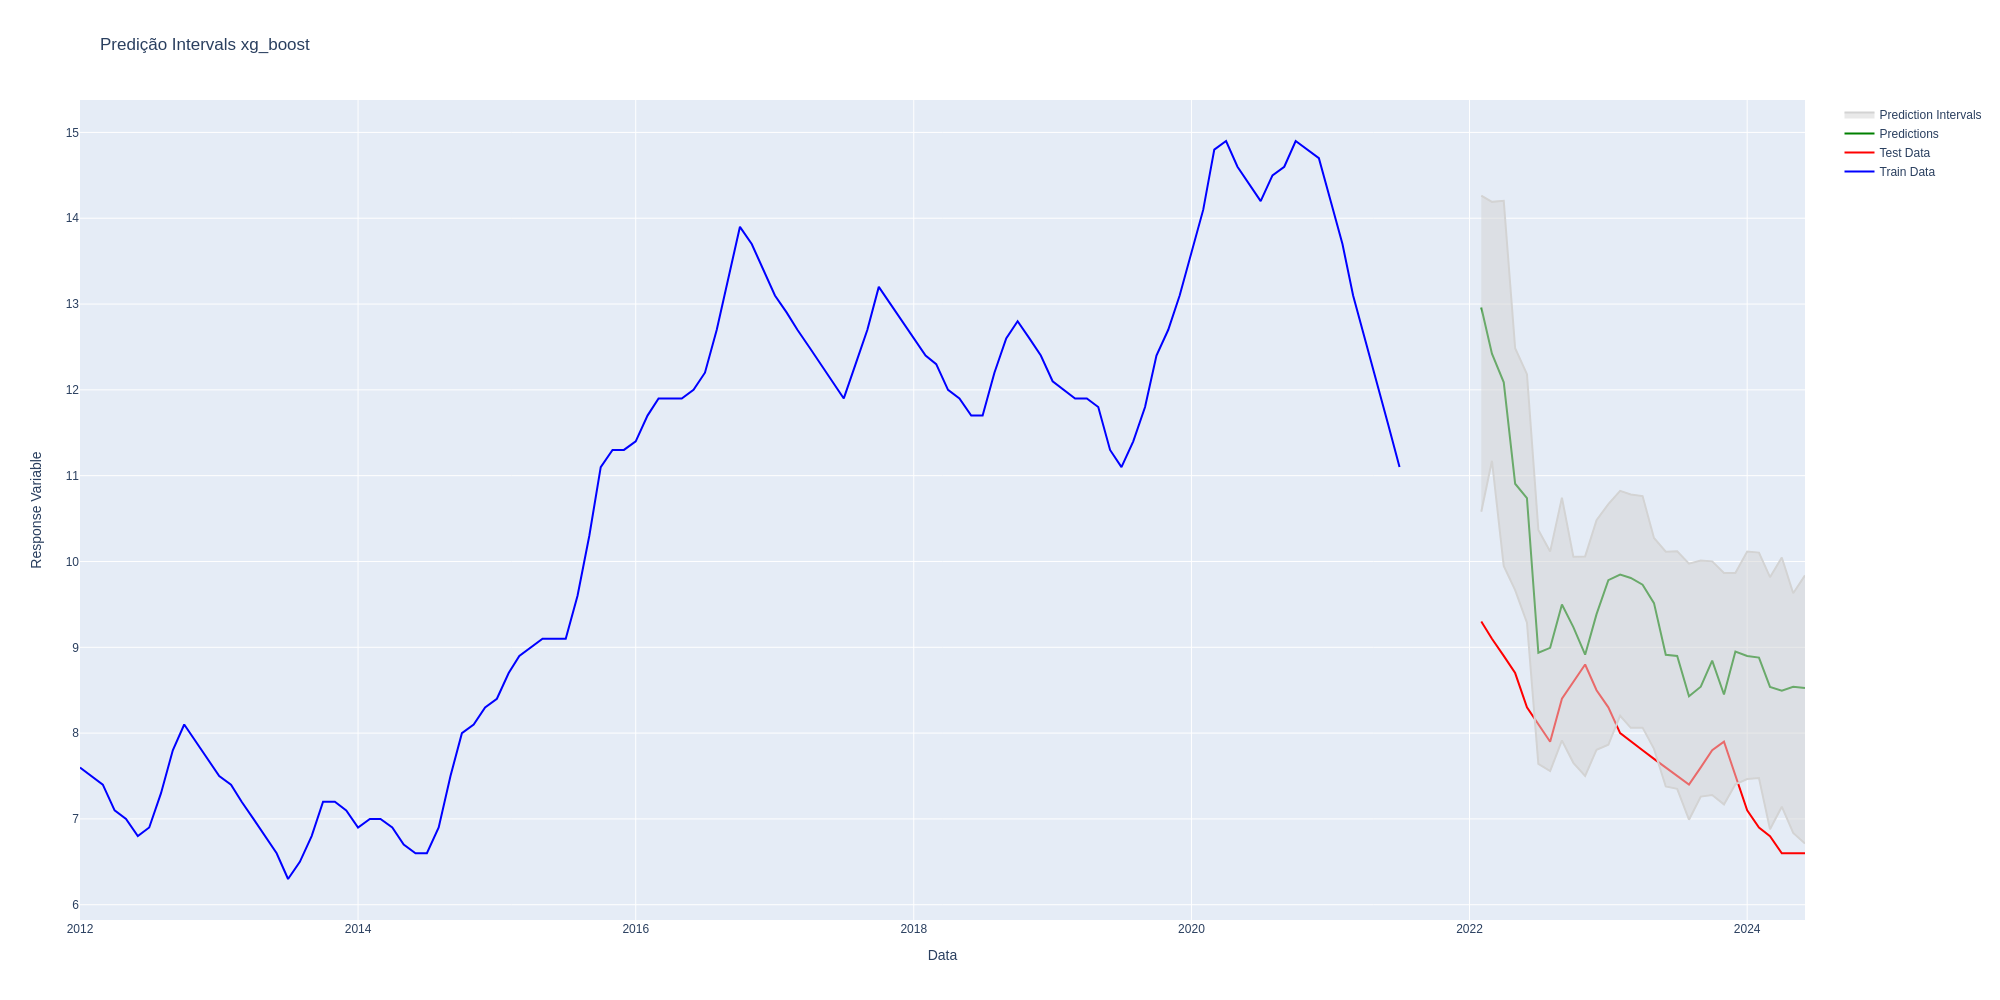 Predição Intervals xg_boost
Prediction Intervals
Predictions
Test Data
Train Data
Response Variable
15
14
13
12
11
10
9
8
7
6
2012
2014
2016
2018
2020
2022
2024
Data